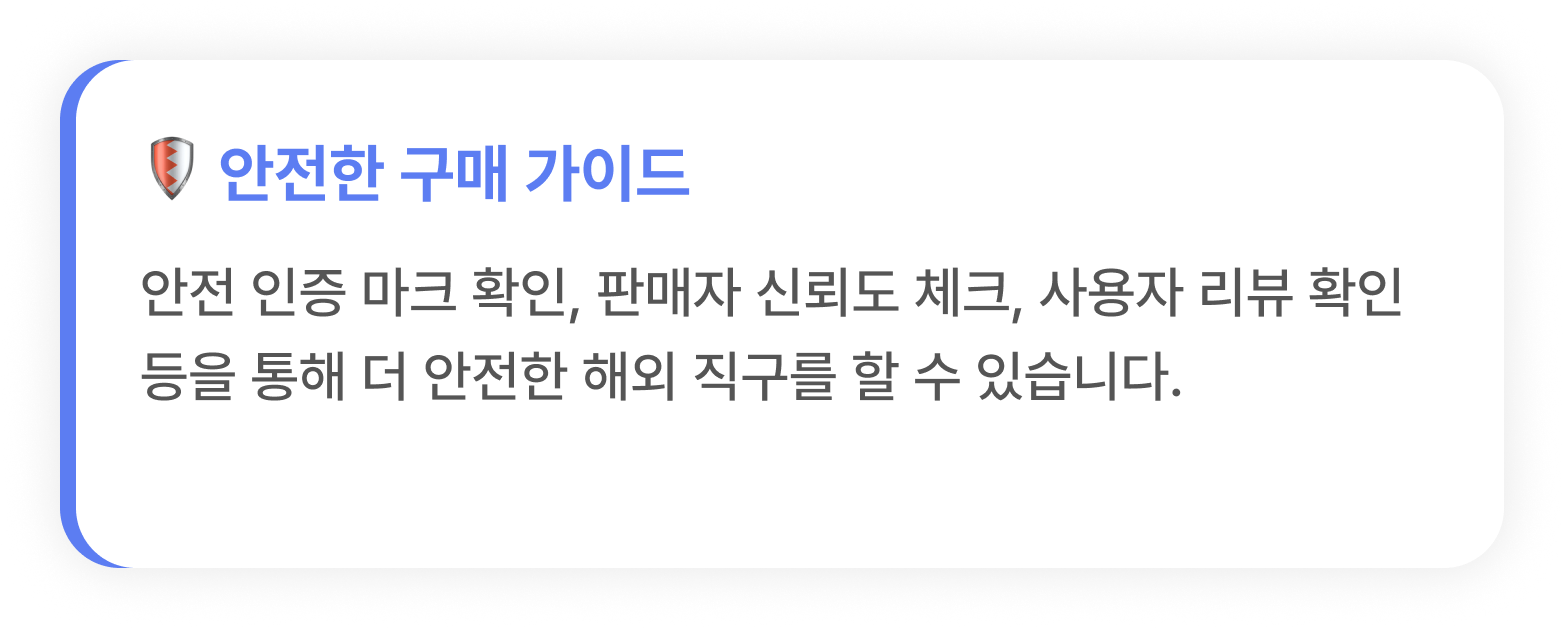 안전한 구매 가이드
안전 인증 마크 확인, 판매자 신뢰도 체크, 사용자 리뷰 확인
등을 통해 더 안전한 해외 직구를 할 수 있습니다.